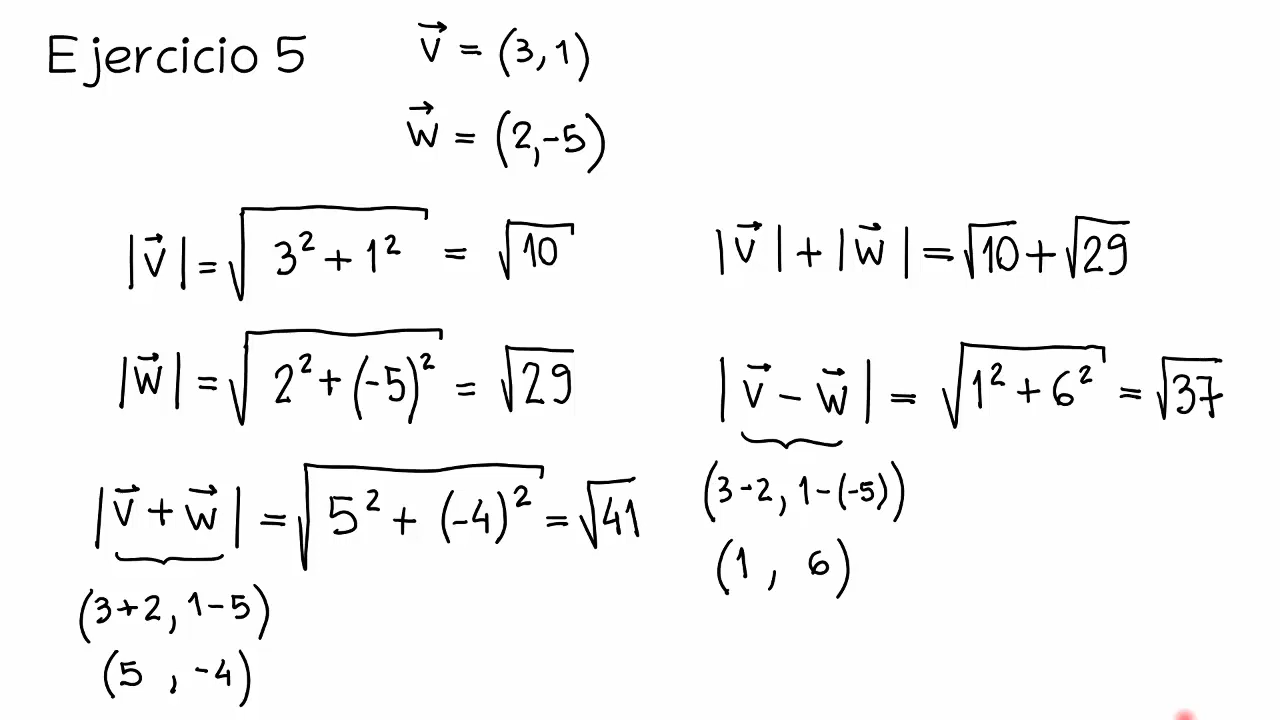 Ejercicio 5
v⃗ = (3, 1)
w⃗ = (2, -5)
|v⃗| = √(3² + 1²) = √10
|w⃗| = √(2² + (-5)²) = √29
|v⃗ + w⃗| = √(5² + (-4)²) = √41
(3+2, 1-5)
(5 , -4)
|v⃗| + |w⃗| = √10 + √29
|v⃗ - w⃗| = √(1² + 6²) = √37
(3-2, 1-(-5))
(1 , 6)